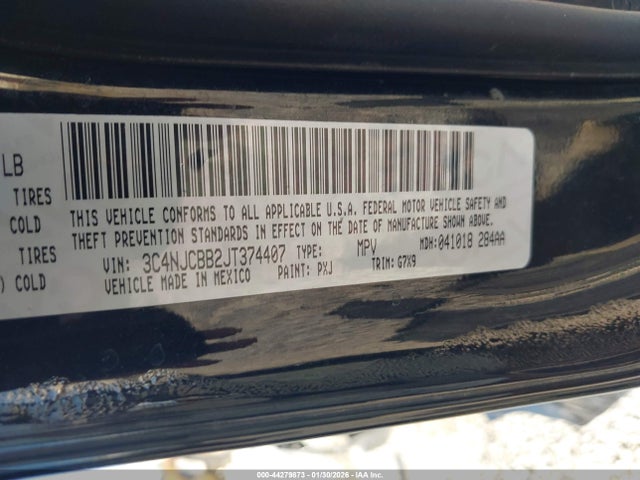 LB
TIRES
COLD
TIRES
) COLD
THIS VEHICLE CONFORMS TO ALL APPLICABLE U.S.A. FEDERAL MOTOR VEHICLE SAFETY AND
THEFT PREVENTION STANDARDS IN EFFECT ON THE DATE OF MANUFACTURE SHOWN ABOVE.
VIN: 3C4NJCBB2JT374407 TYPE: MPV MDH: 041018 284AA
VEHICLE MADE IN MEXICO PAINT: PXJ TRIM: G7X9
000-44279673 | 01/30/2026 | IAA, Inc.